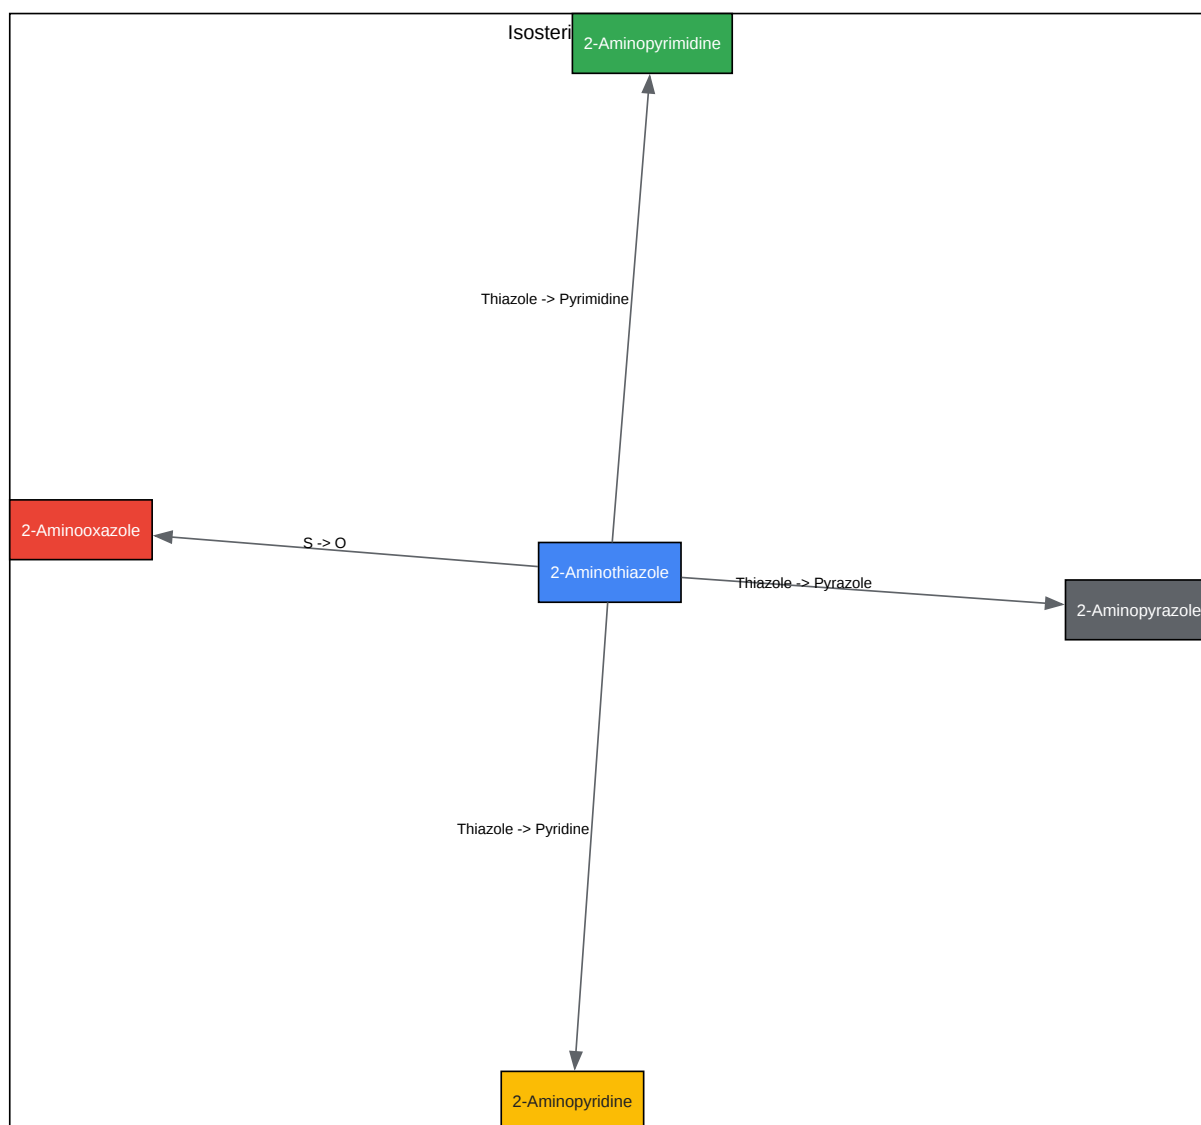 Isosteri
2-Aminopyrimidine
Thiazole -> Pyrimidine
2-Aminooxazole
S -> O
2-Aminothiazole
Thiazole -> Pyrazole
2-Aminopyrazole
Thiazole -> Pyridine
2-Aminopyridine